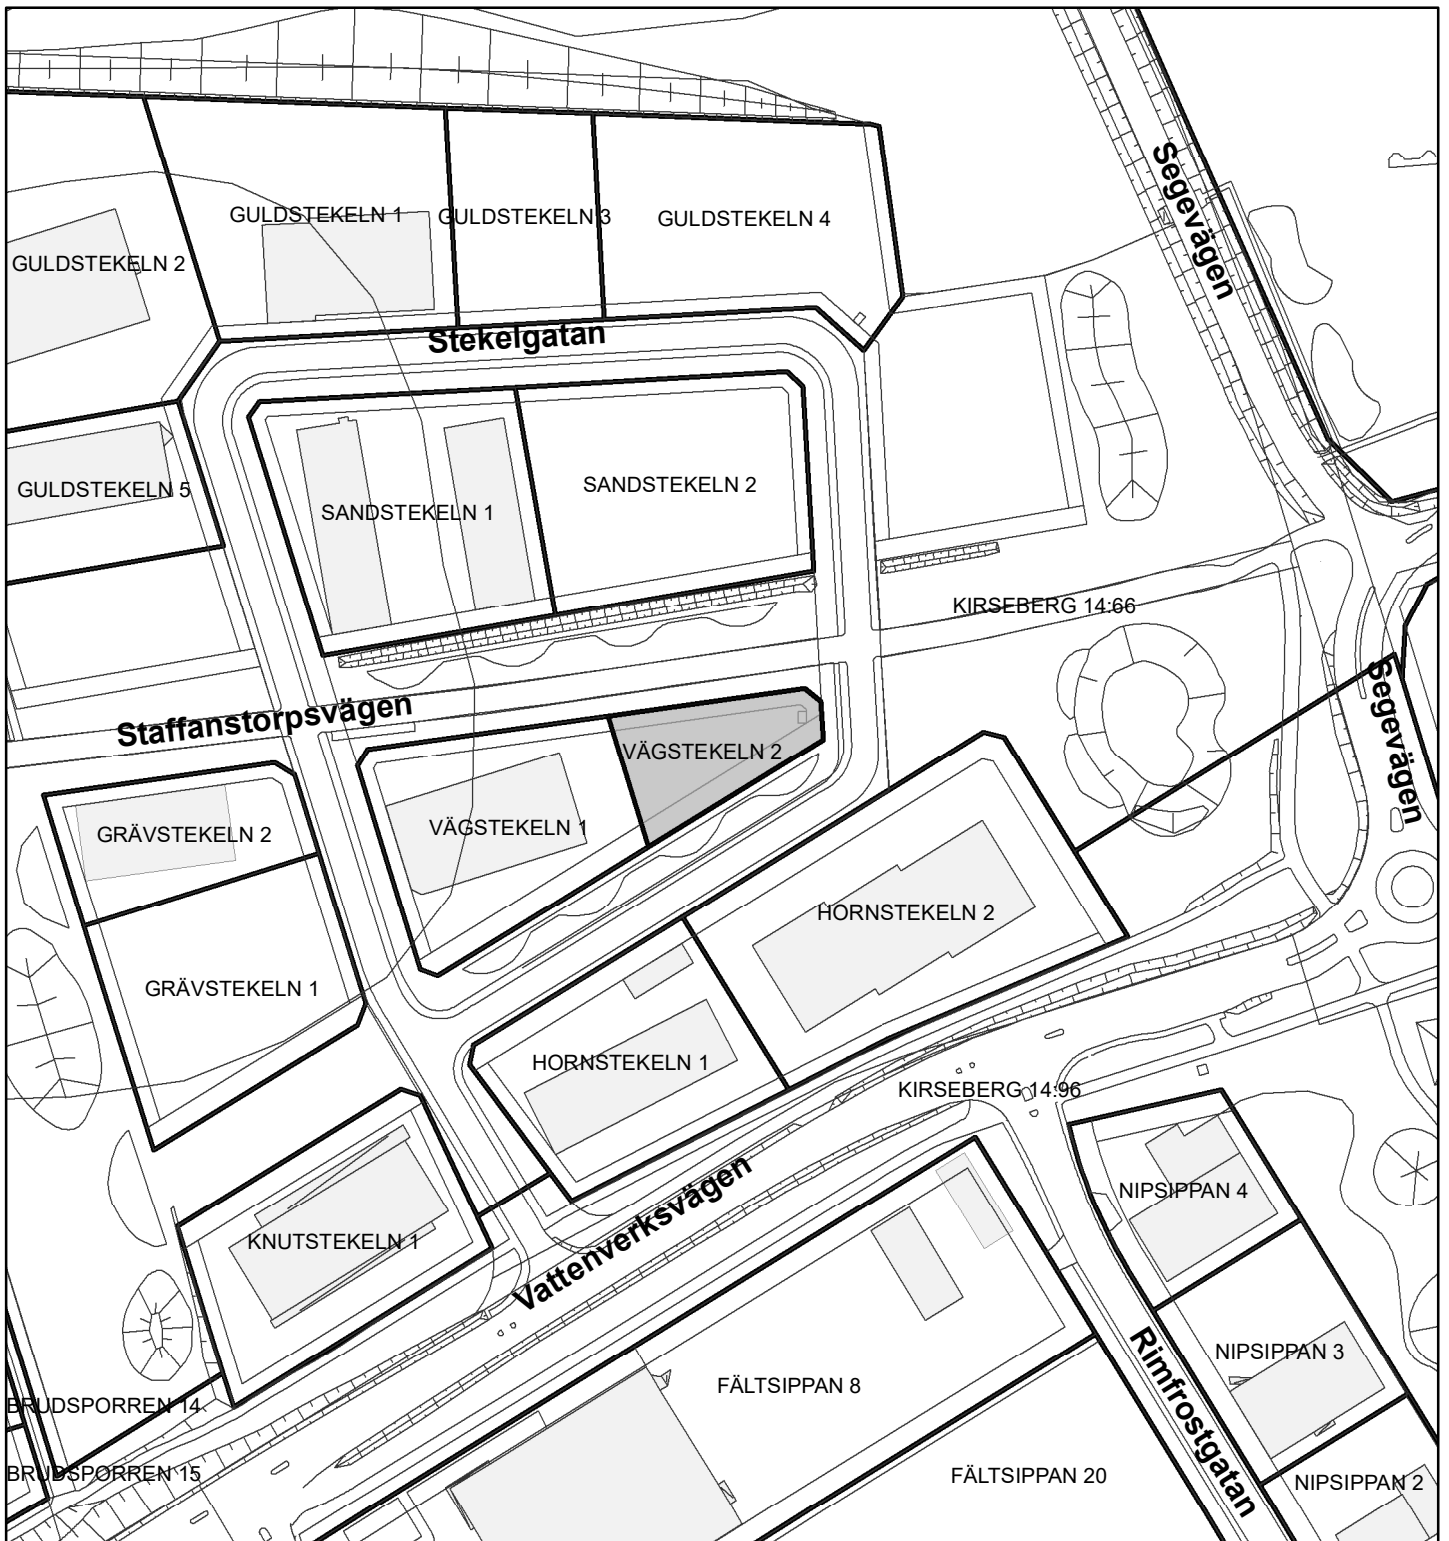 Segevägen
GULDSTEKELN 1
GULDSTEKELN 3
GULDSTEKELN 4
GULDSTEKELN 2
Stekelgatan
GULDSTEKELN 5
SANDSTEKELN 1
SANDSTEKELN 2
KIRSEBERG 14:66
Staffanstorpsvägen
Segevägen
VÄGSTEKELN 2
GRÄVSTEKELN 2
VÄGSTEKELN 1
HORNSTEKELN 2
GRÄVSTEKELN 1
HORNSTEKELN 1
KIRSEBERG 14:96
NIPSIPPAN 4
KNUTSTEKELN 1
Vattenverksvägen
NIPSIPPAN 3
Rimfrostgatan
FÄLTSIPPAN 8
BRUDSPORREN 14
BRUDSPORREN 15
FÄLTSIPPAN 20
NIPSIPPAN 2